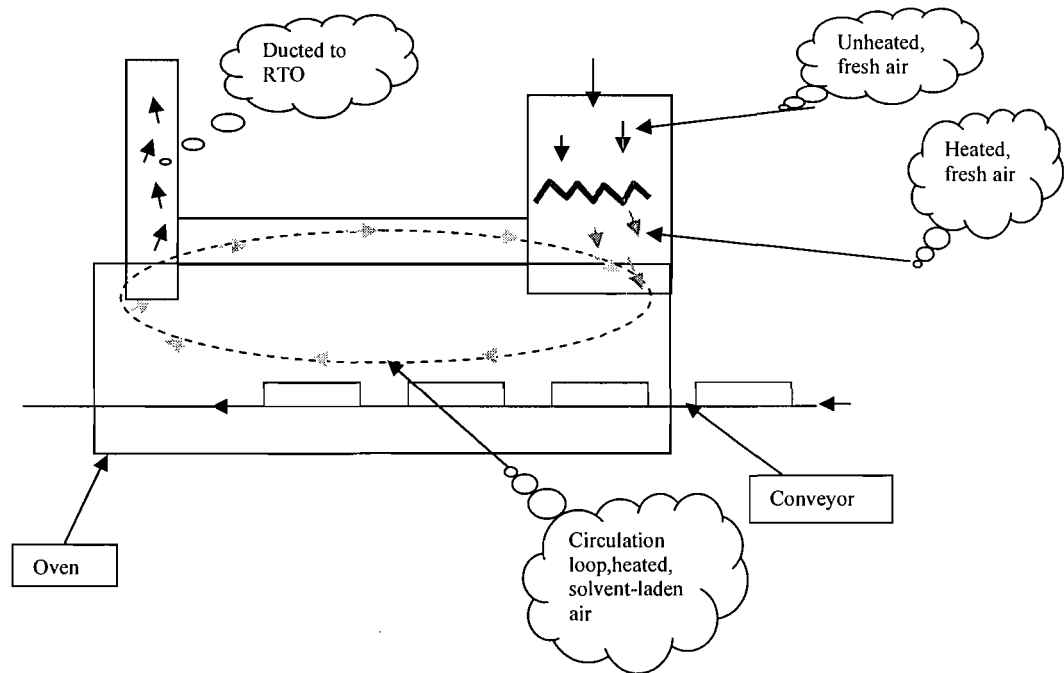 Ducted to
RTO
Unheated,
fresh air
Heated,
fresh air
Conveyor
Oven
Circulation
loop,heated,
solvent-laden
air